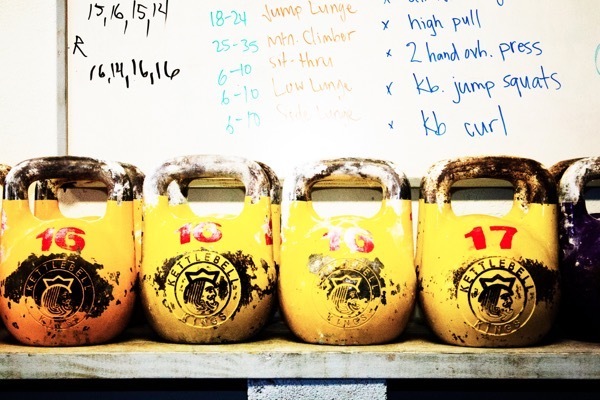 15, 16, 15, 14
R
16, 14, 16, 16
18-24 Jump Lunge
25-35 Mtn. Climber
6-10 sit-thru
6-10 Low Lunge
6-10 Side Lunge
x high pull
x 2 hand ovh. press
x kb. jump squats
x kb curl
16
KETTLEBELL
KINGS
16
KETTLEBELL
KINGS
16
KETTLEBELL
KINGS
17
KETTLEBELL
KINGS